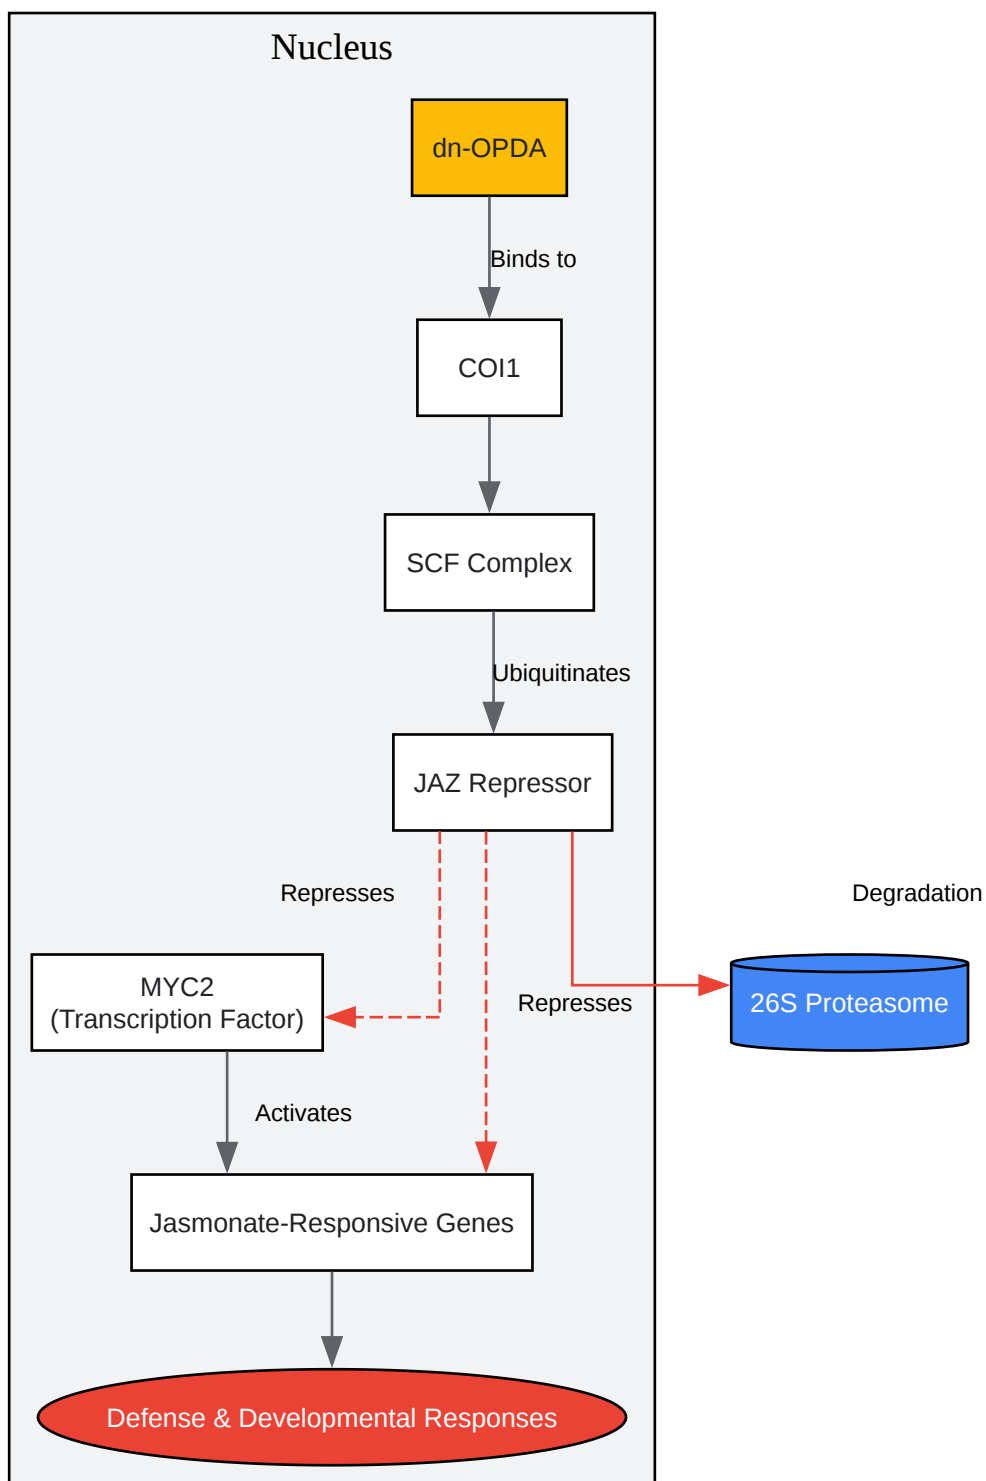 Nucleus
dn-OPDA
Binds to
COI1
SCF Complex
Ubiquitinates
JAZ Repressor
Represses
Degradation
MYC2
(Transcription Factor)
Represses
26S Proteasome
Activates
Jasmonate-Responsive Genes
Defense & Developmental Responses